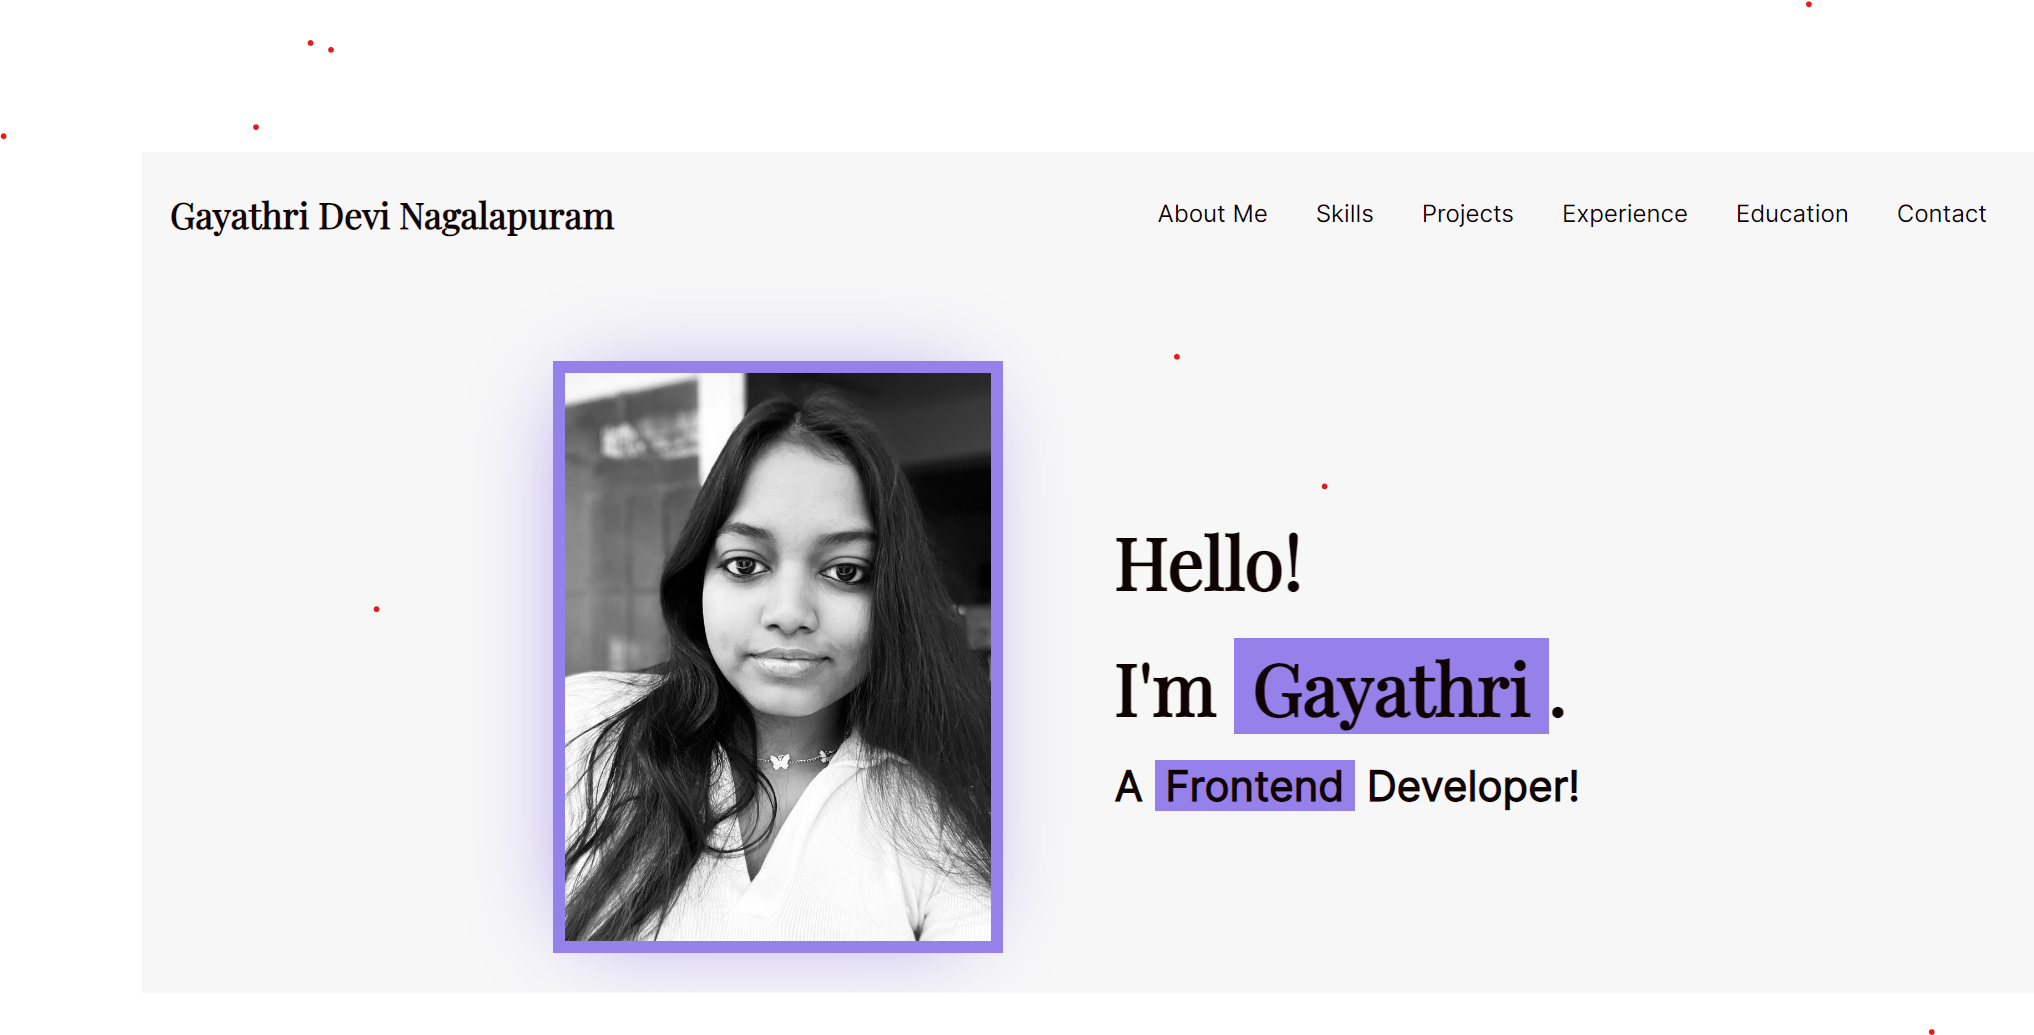 Gayathri Devi Nagalapuram
About Me Skills Projects Experience Education Contact
Hello!
I'm Gayathri.
A Frontend Developer!